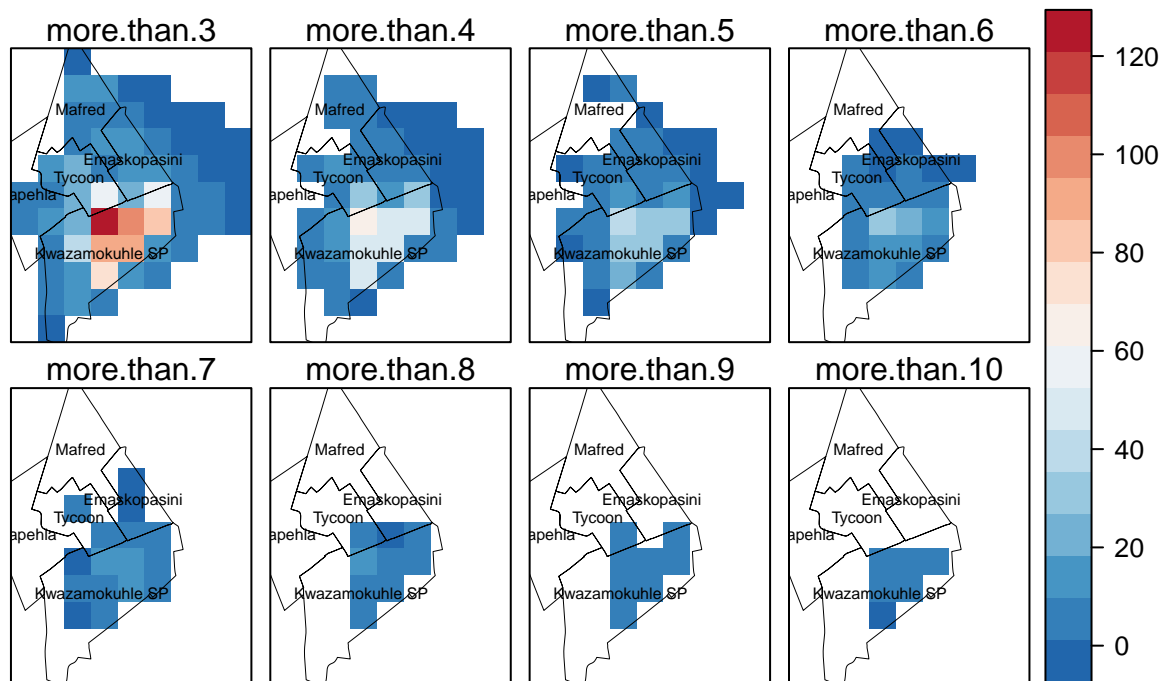 more.than.3 more.than.4 more.than.5 more.than.6
Mafred
Emaskopasini
Tycoon
apehla
Kwazamokuhle SP
Mafred
Emaskopasini
Tycoon
apehla
Kwazamokuhle SP
Mafred
Emaskopasini
Tycoon
apehla
Kwazamokuhle SP
Mafred
Emaskopasini
Tycoon
apehla
Kwazamokuhle SP
more.than.7 more.than.8 more.than.9 more.than.10
Mafred
Emaskopasini
Tycoon
apehla
Kwazamokuhle SP
Mafred
Emaskopasini
Tycoon
apehla
Kwazamokuhle SP
Mafred
Emaskopasini
Tycoon
apehla
Kwazamokuhle SP
Mafred
Emaskopasini
Tycoon
apehla
Kwazamokuhle SP
120
100
80
60
40
20
0